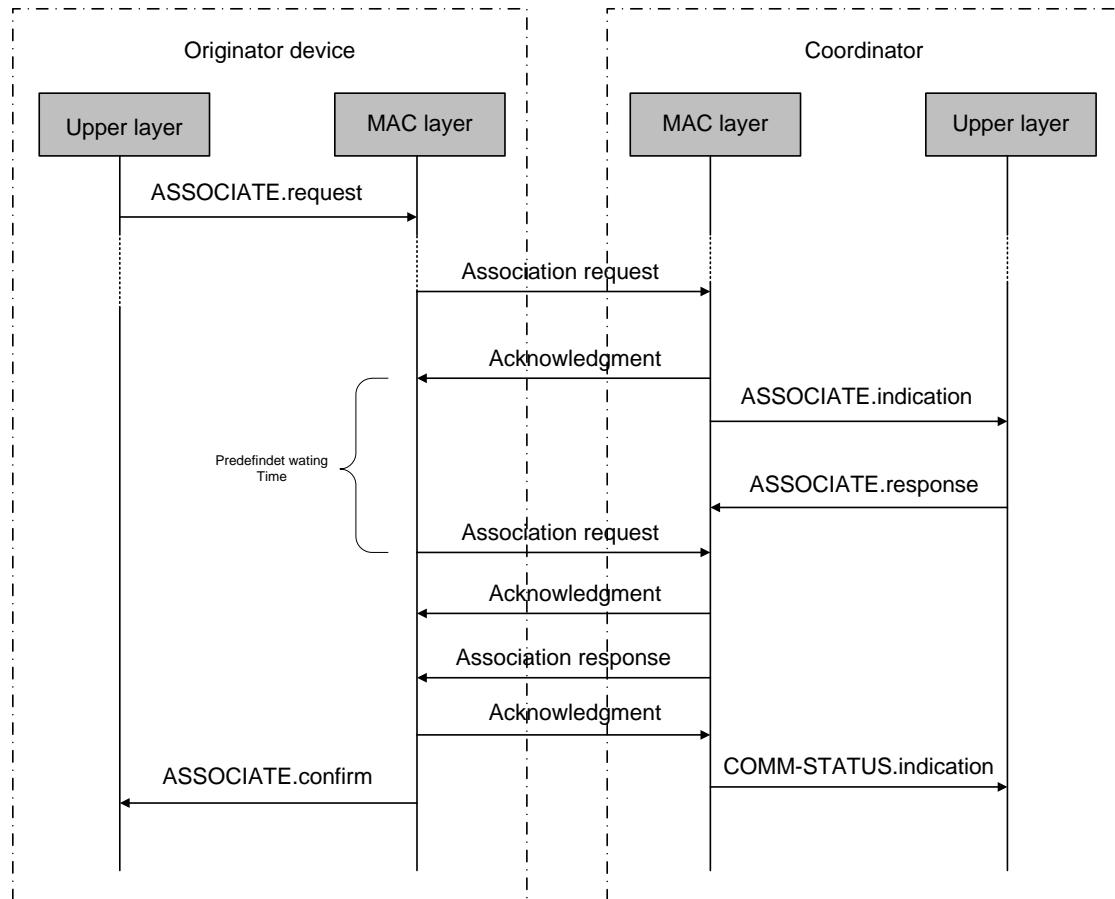 Originator device
Coordinator
Upper layer
MAC layer
MAC layer
Upper layer
ASSOCIATE.request
Association request
Acknowledgment
ASSOCIATE.indication
Predefindet wating
Time
ASSOCIATE.response
Association request
Acknowledgment
Association response
Acknowledgment
ASSOCIATE.confirm
COMM-STATUS.indication